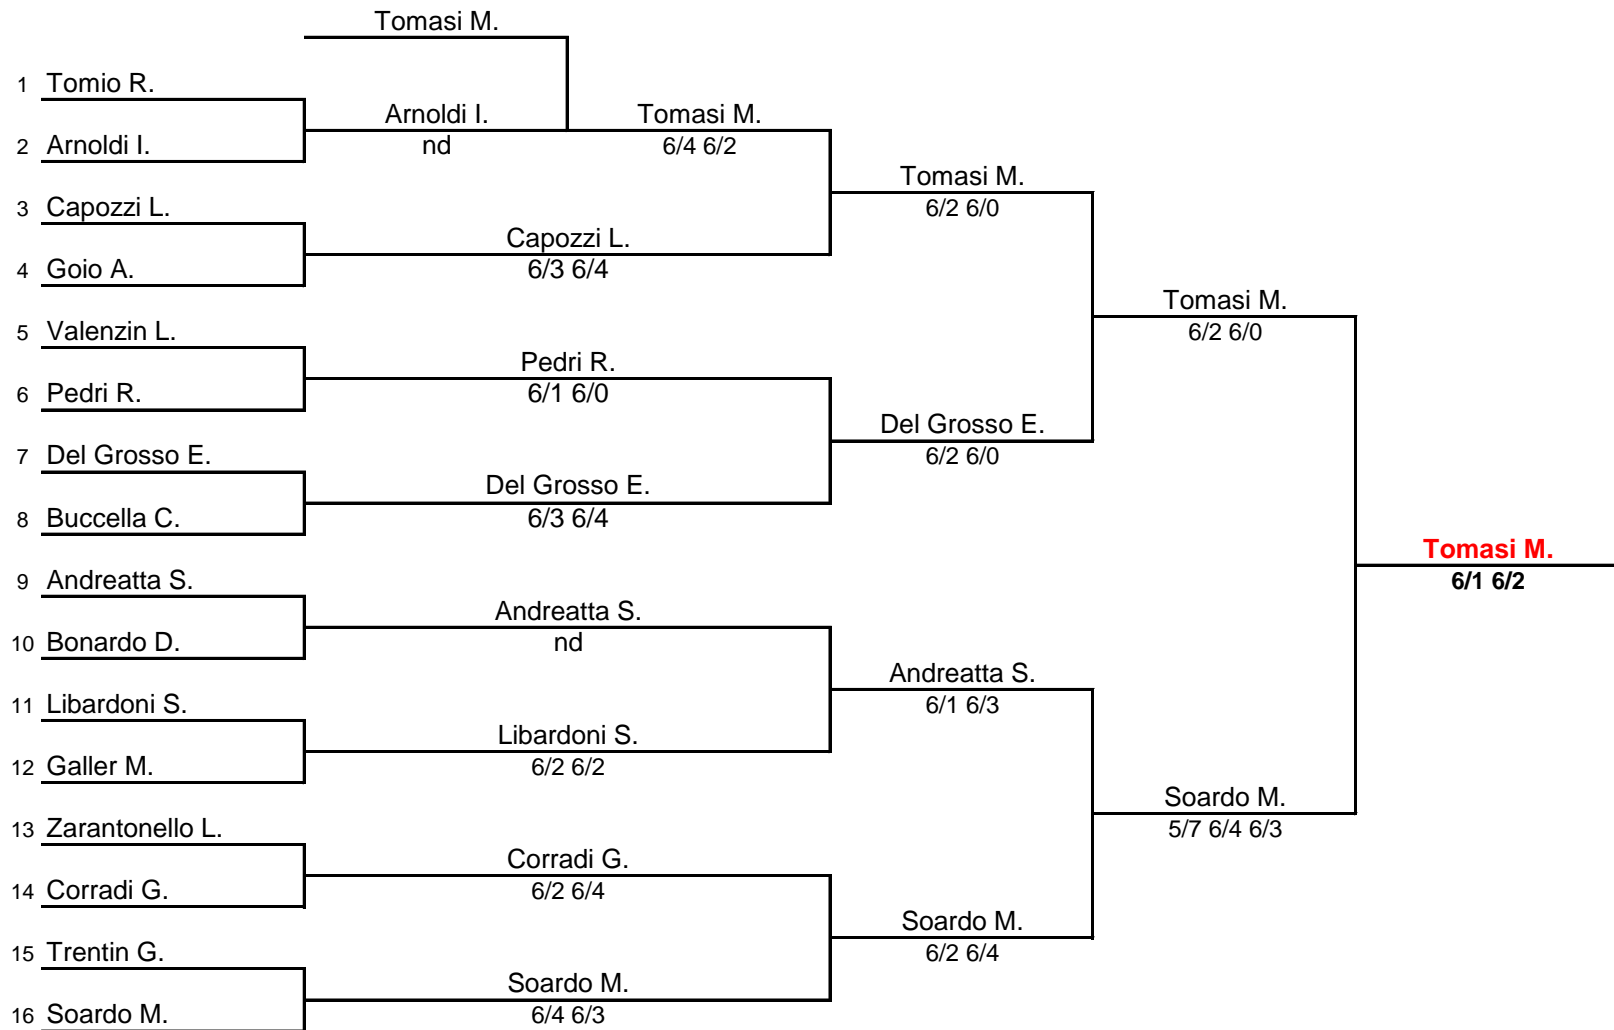 Tomasi M.
1 Tomio R.
Arnoldi I.
Tomasi M.
2 Arnoldi I.
nd
6/4 6/2
Tomasi M.
3 Capozzi L.
6/2 6/0
Capozzi L.
4 Goio A.
6/3 6/4
Tomasi M.
5 Valenzin L.
6/2 6/0
Pedri R.
6 Pedri R.
6/1 6/0
Del Grosso E.
7 Del Grosso E.
6/2 6/0
Del Grosso E.
8 Buccella C.
6/3 6/4
Tomasi M.
9 Andreatta S.
6/1 6/2
Andreatta S.
10 Bonardo D.
nd
Andreatta S.
11 Libardoni S.
6/1 6/3
Libardoni S.
12 Galler M.
6/2 6/2
Soardo M.
13 Zarantonello L.
5/7 6/4 6/3
Corradi G.
14 Corradi G.
6/2 6/4
Soardo M.
15 Trentin G.
6/2 6/4
Soardo M.
16 Soardo M.
6/4 6/3